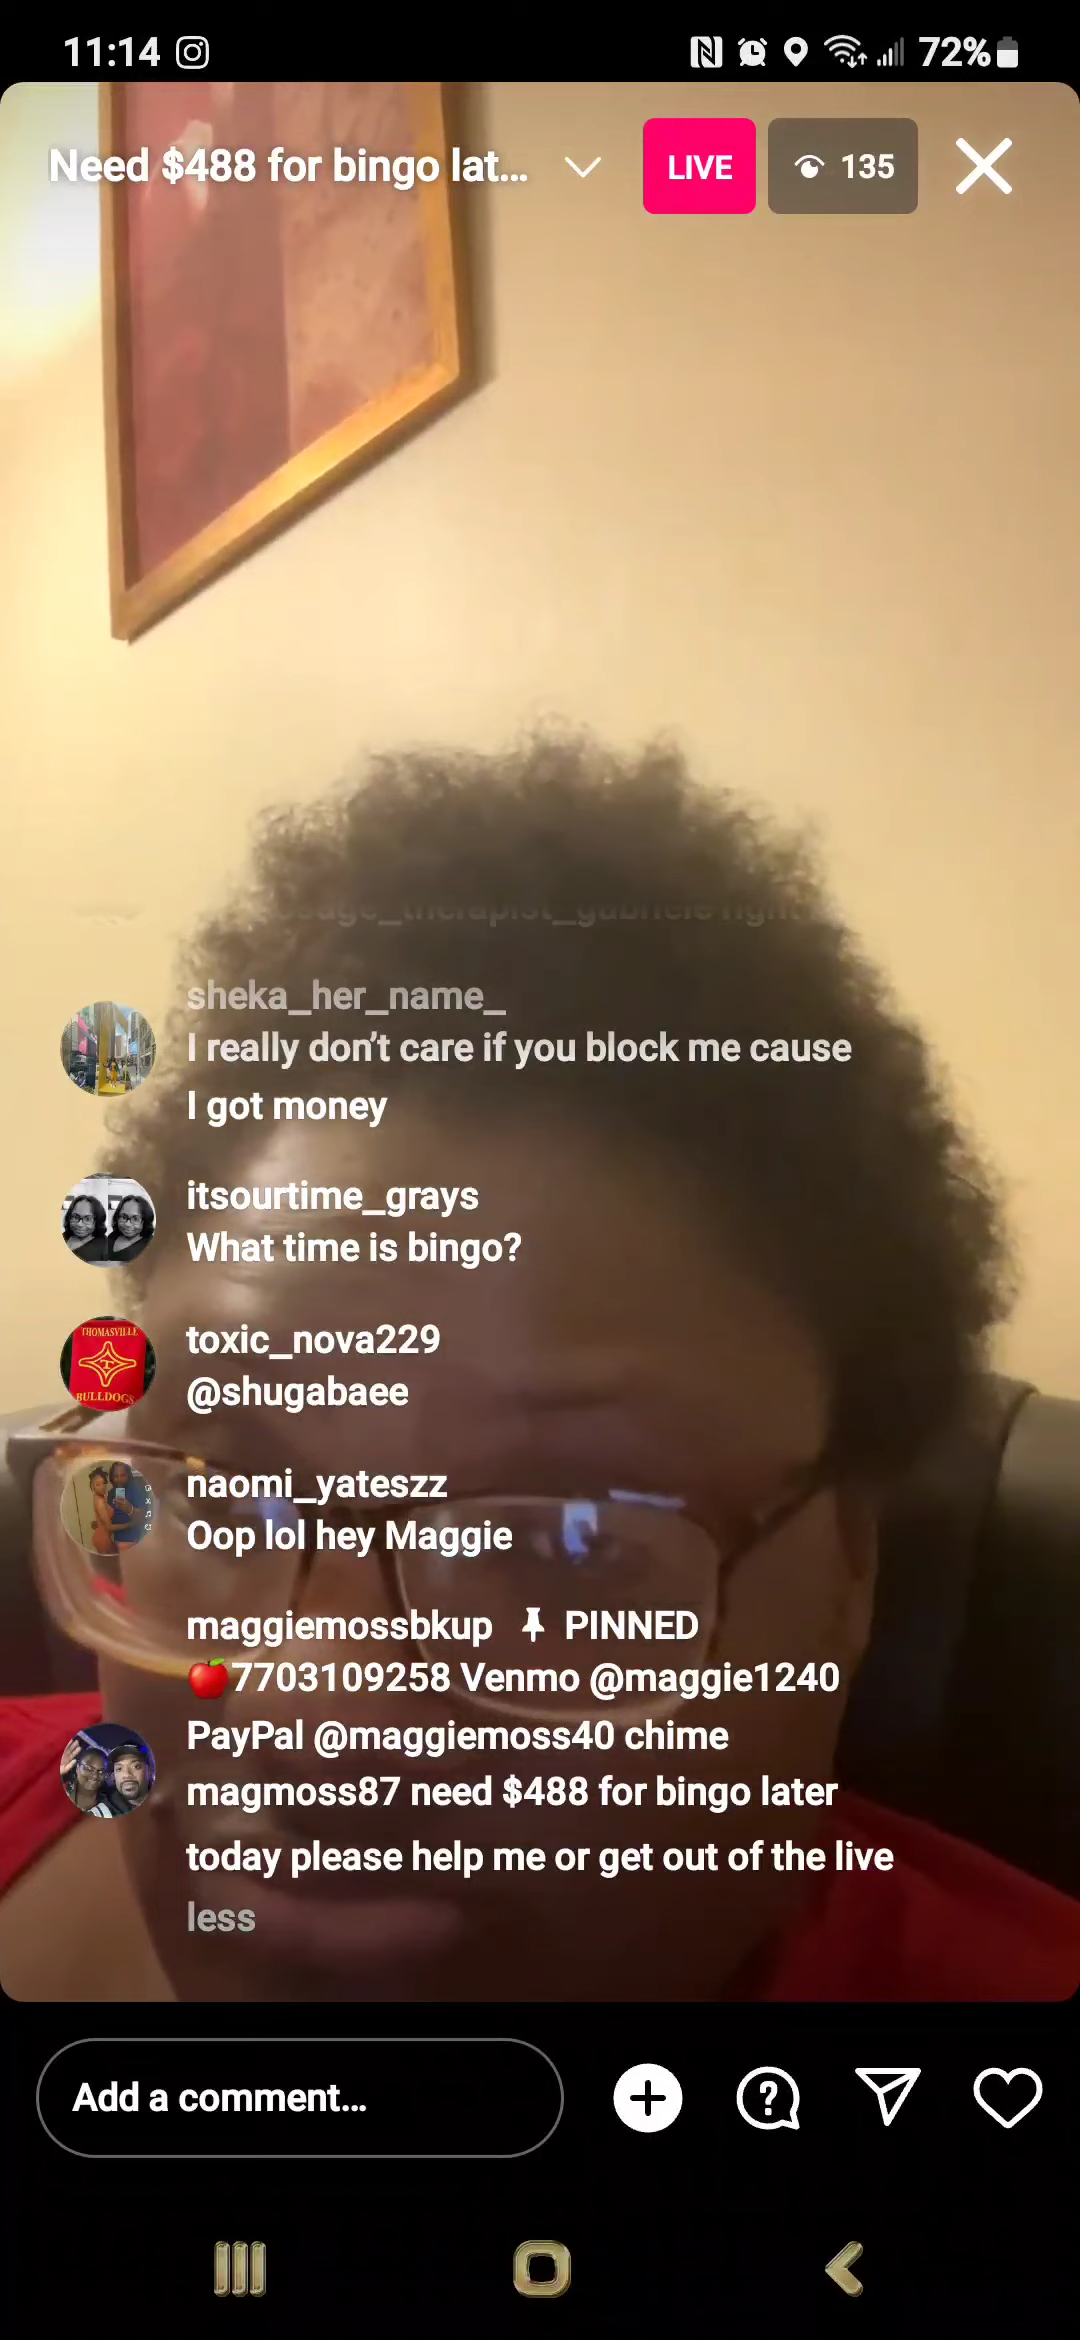 11:14
72%
Need $488 for bingo lat...
LIVE
135
sheka_her_name_
I really don't care if you block me cause
I got money
itsourtime_grays
What time is bingo?
THOMASVILLE
BULLDOGS
toxic_nova229
@shugabaee
naomi_yateszz
Oop lol hey Maggie
maggiemossbkup PINNED
🍎7703109258 Venmo @maggie1240
PayPal @maggiemoss40 chime
magmoss87 need $488 for bingo later
today please help me or get out of the live
less
Add a comment...